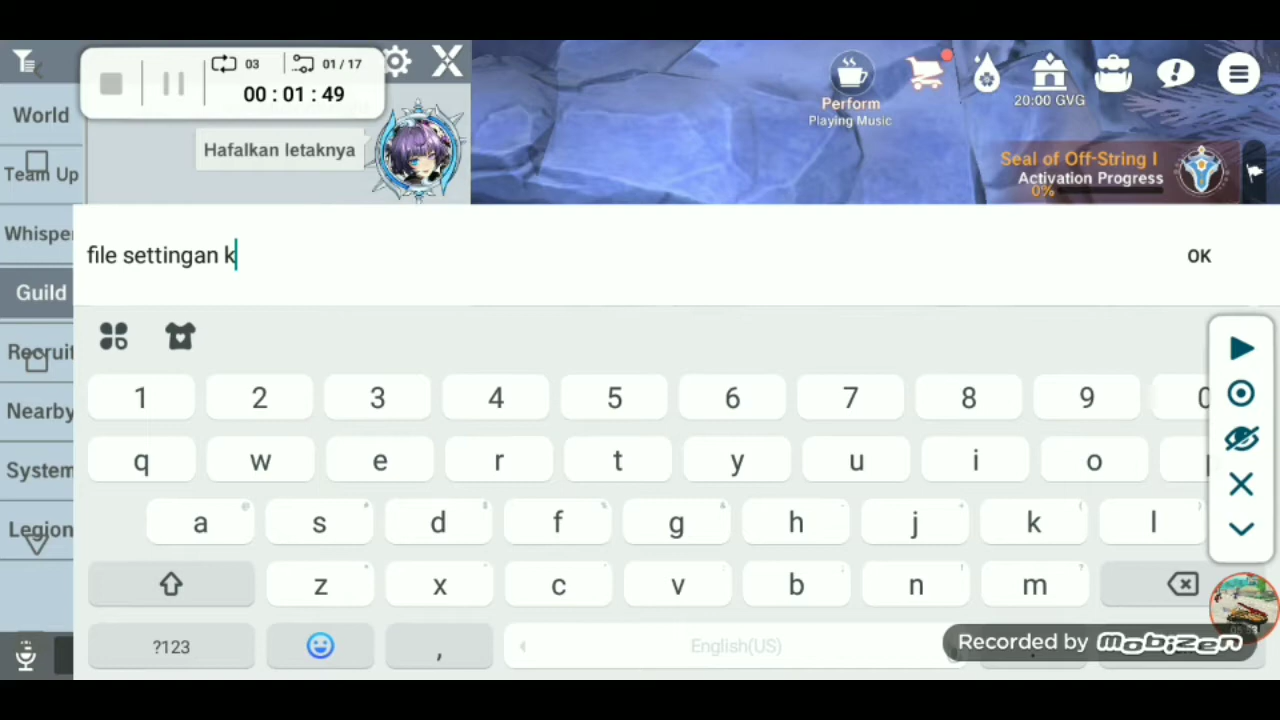 03
01 / 17
00 : 01 : 49
World
Team Up
Whisper
Guild
Recruit
Nearby
System
Legion
Hafalkan letaknya
Perform
Playing Music
20:00 GVG
Seal of Off-String I
Activation Progress
0%
file settingan k
OK
1 2 3 4 5 6 7 8 9 0
q w e r t y u i o p
a s d f g h j k l
z x c v b n m
?123 , English(US)
Recorded by mobizen